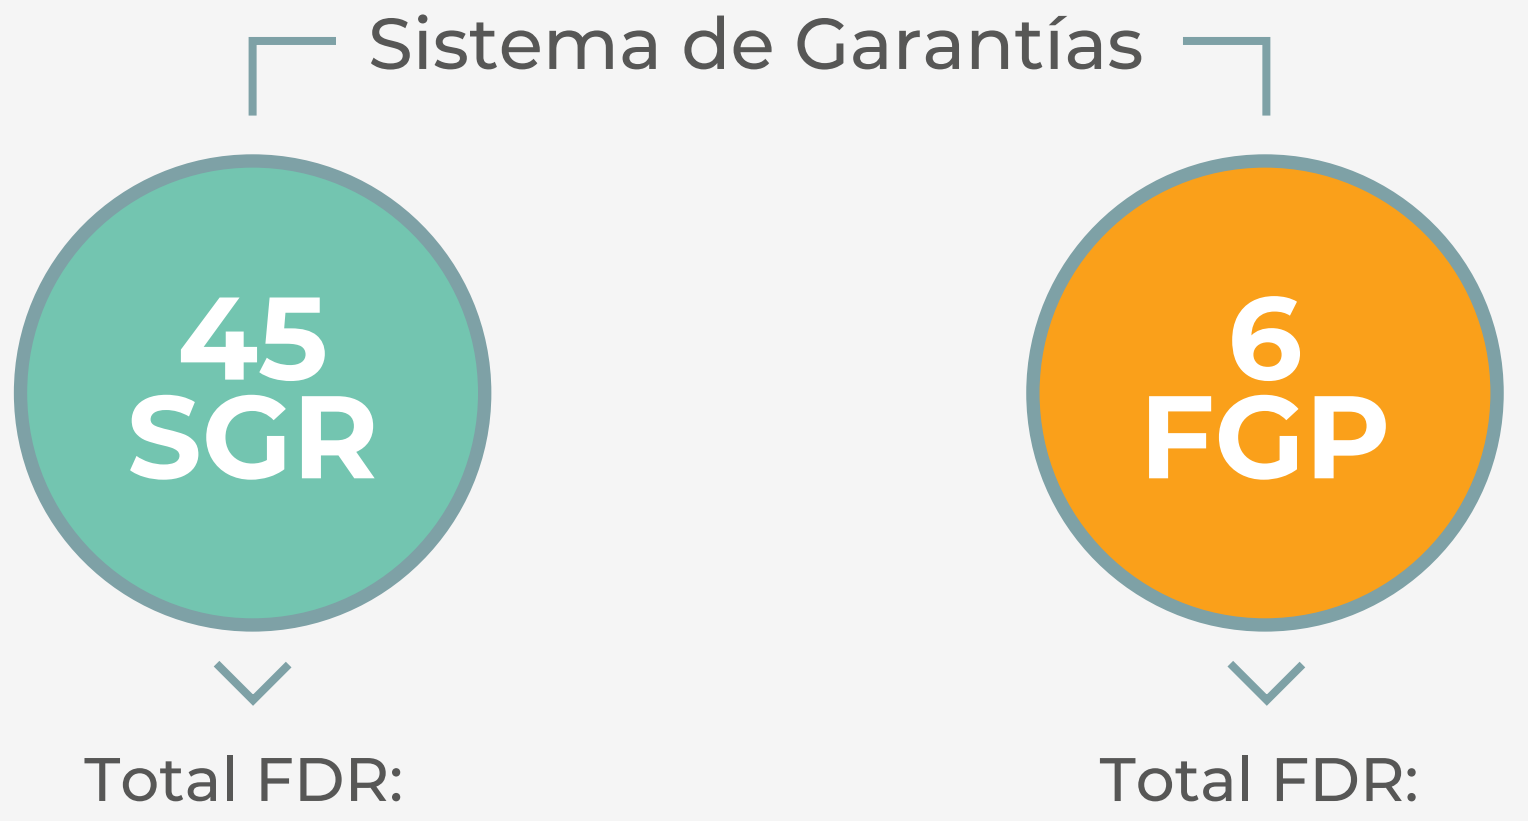 Sistema de Garantías
45
SGR
6
FGP
Total FDR:
Total FDR: